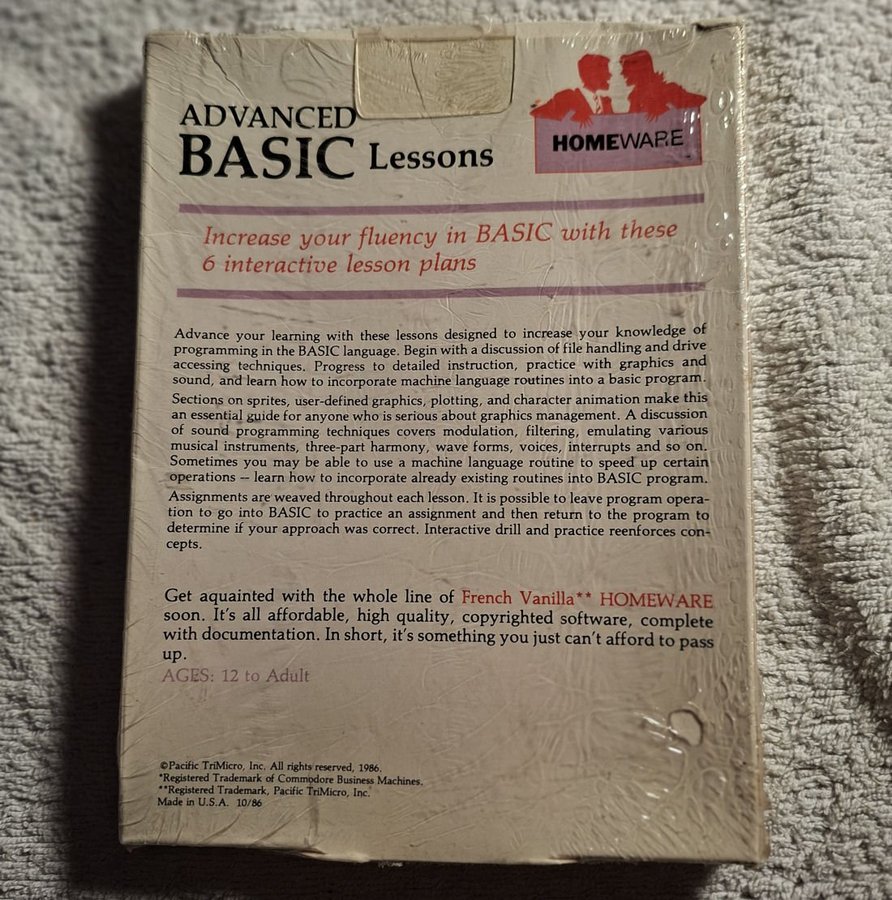 ADVANCED
BASIC Lessons
HOMEWARE
Increase your fluency in BASIC with these
6 interactive lesson plans
Advance your learning with these lessons designed to increase your knowledge of
programming in the BASIC language. Begin with a discussion of file handling and drive
accessing techniques. Progress to detailed instruction, practice with graphics and
sound, and learn how to incorporate machine language routines into a basic program.
Sections on sprites, user-defined graphics, plotting, and character animation make this
an essential guide for anyone who is serious about graphics management. A discussion
of sound programming techniques covers modulation, filtering, emulating various
musical instruments, three-part harmony, wave forms, voices, interrupts and so on.
Sometimes you may be able to use a machine language routine to speed up certain
operations -- learn how to incorporate already existing routines into BASIC program.
Assignments are weaved throughout each lesson. It is possible to leave program opera-
tion to go into BASIC to practice an assignment and then return to the program to
determine if your approach was correct. Interactive drill and practice reenforces con-
cepts.
Get aquainted with the whole line of French Vanilla** HOMEWARE
soon. It's all affordable, high quality, copyrighted software, complete
with documentation. In short, it's something you just can't afford to pass
up.
AGES: 12 to Adult
©Pacific TriMicro, Inc. All rights reserved, 1986.
*Registered Trademark of Commodore Business Machines.
**Registered Trademark, Pacific TriMicro, Inc.
Made in U.S.A. 10/86